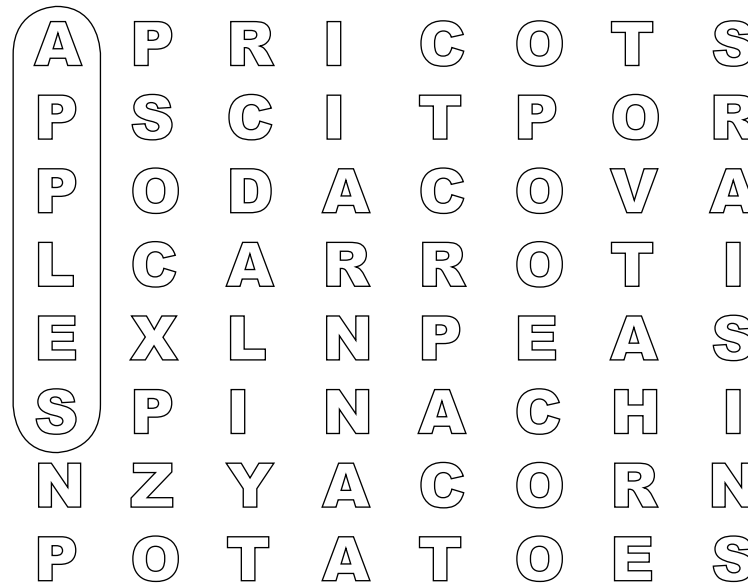 A P R I C O T S
P S C I T P O R
P O D A C O V A
L C A R R O T I
E X L N P E A S
S P I N A C H I
N Z Y A C O R N
P O T A T O E S